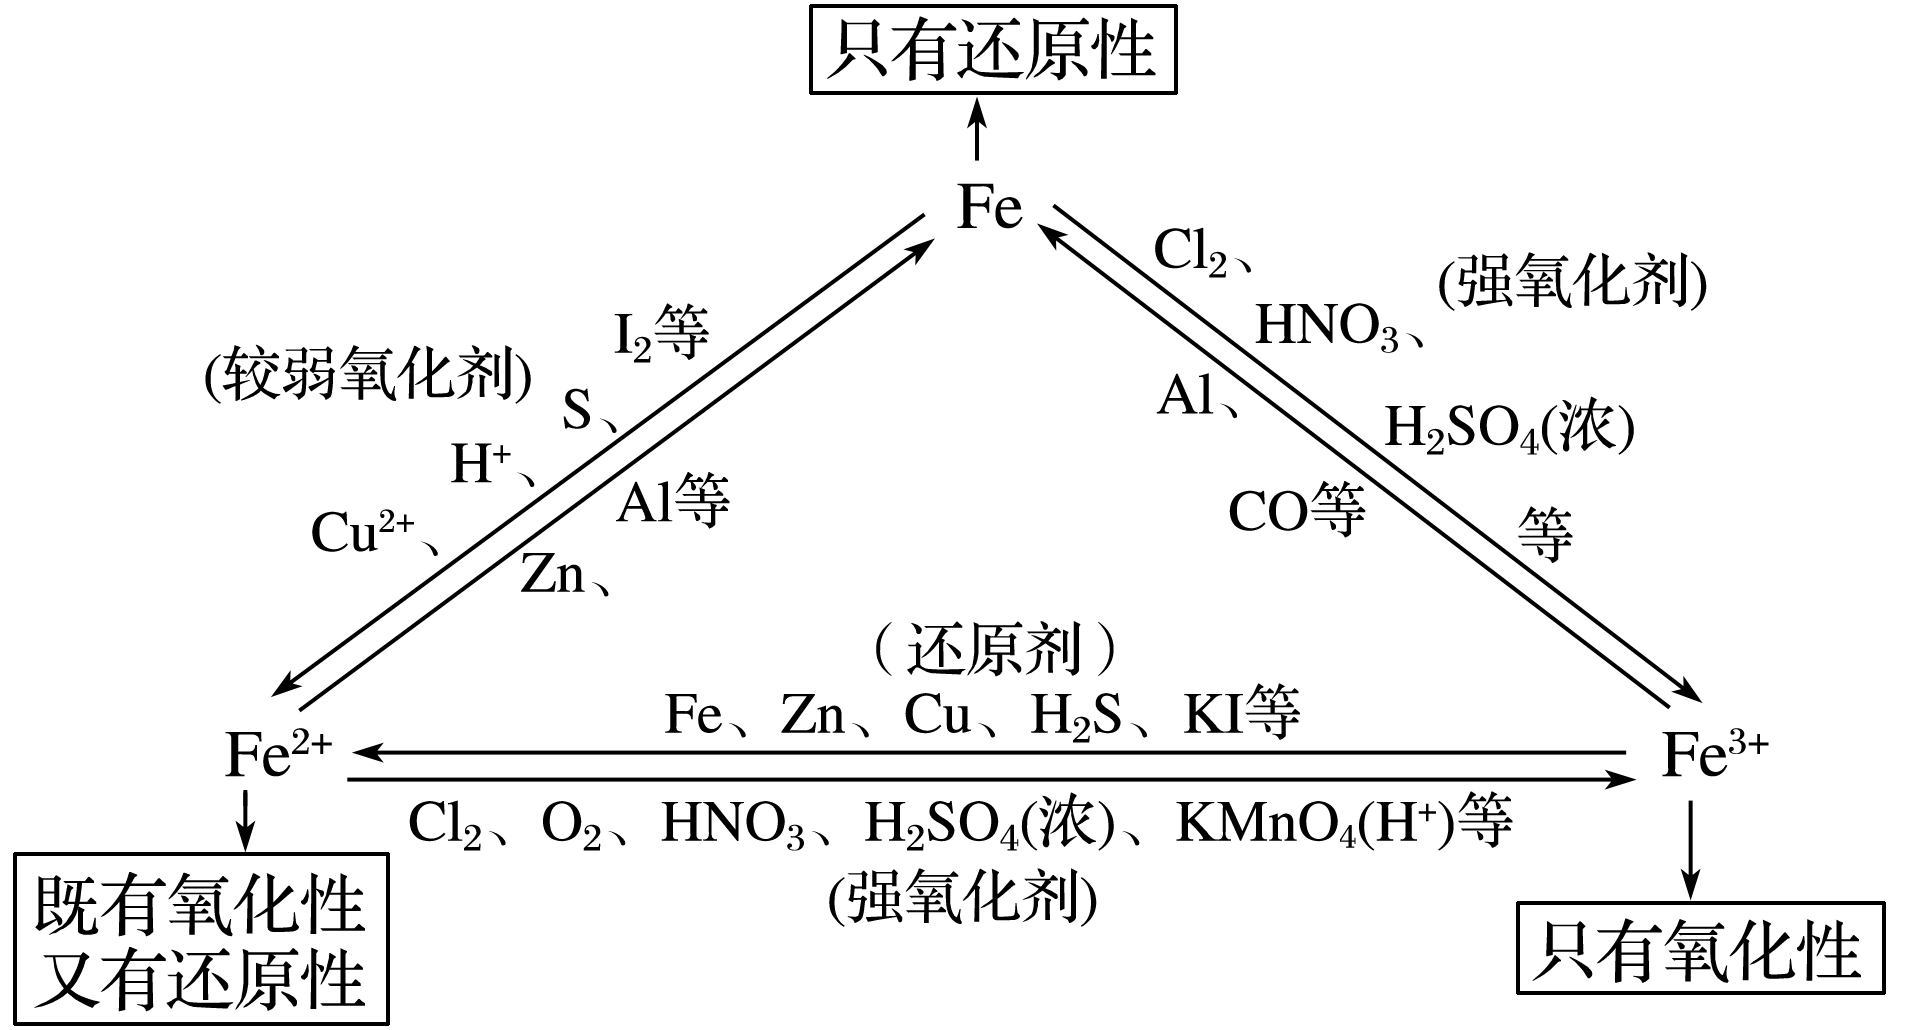 只有还原性
Fe
Cl₂、
(强氧化剂)
HNO₃、
I₂等
(较弱氧化剂)
S、
Al、
H₂SO₄(浓)
H⁺、
Al等
CO等
Cu²⁺、
等
Zn、
（还原剂）
Fe、Zn、Cu、H₂S、KI等
Fe²⁺
Fe³⁺
Cl₂、O₂、HNO₃、H₂SO₄(浓)、KMnO₄(H⁺)等
(强氧化剂)
既有氧化性
又有还原性
只有氧化性